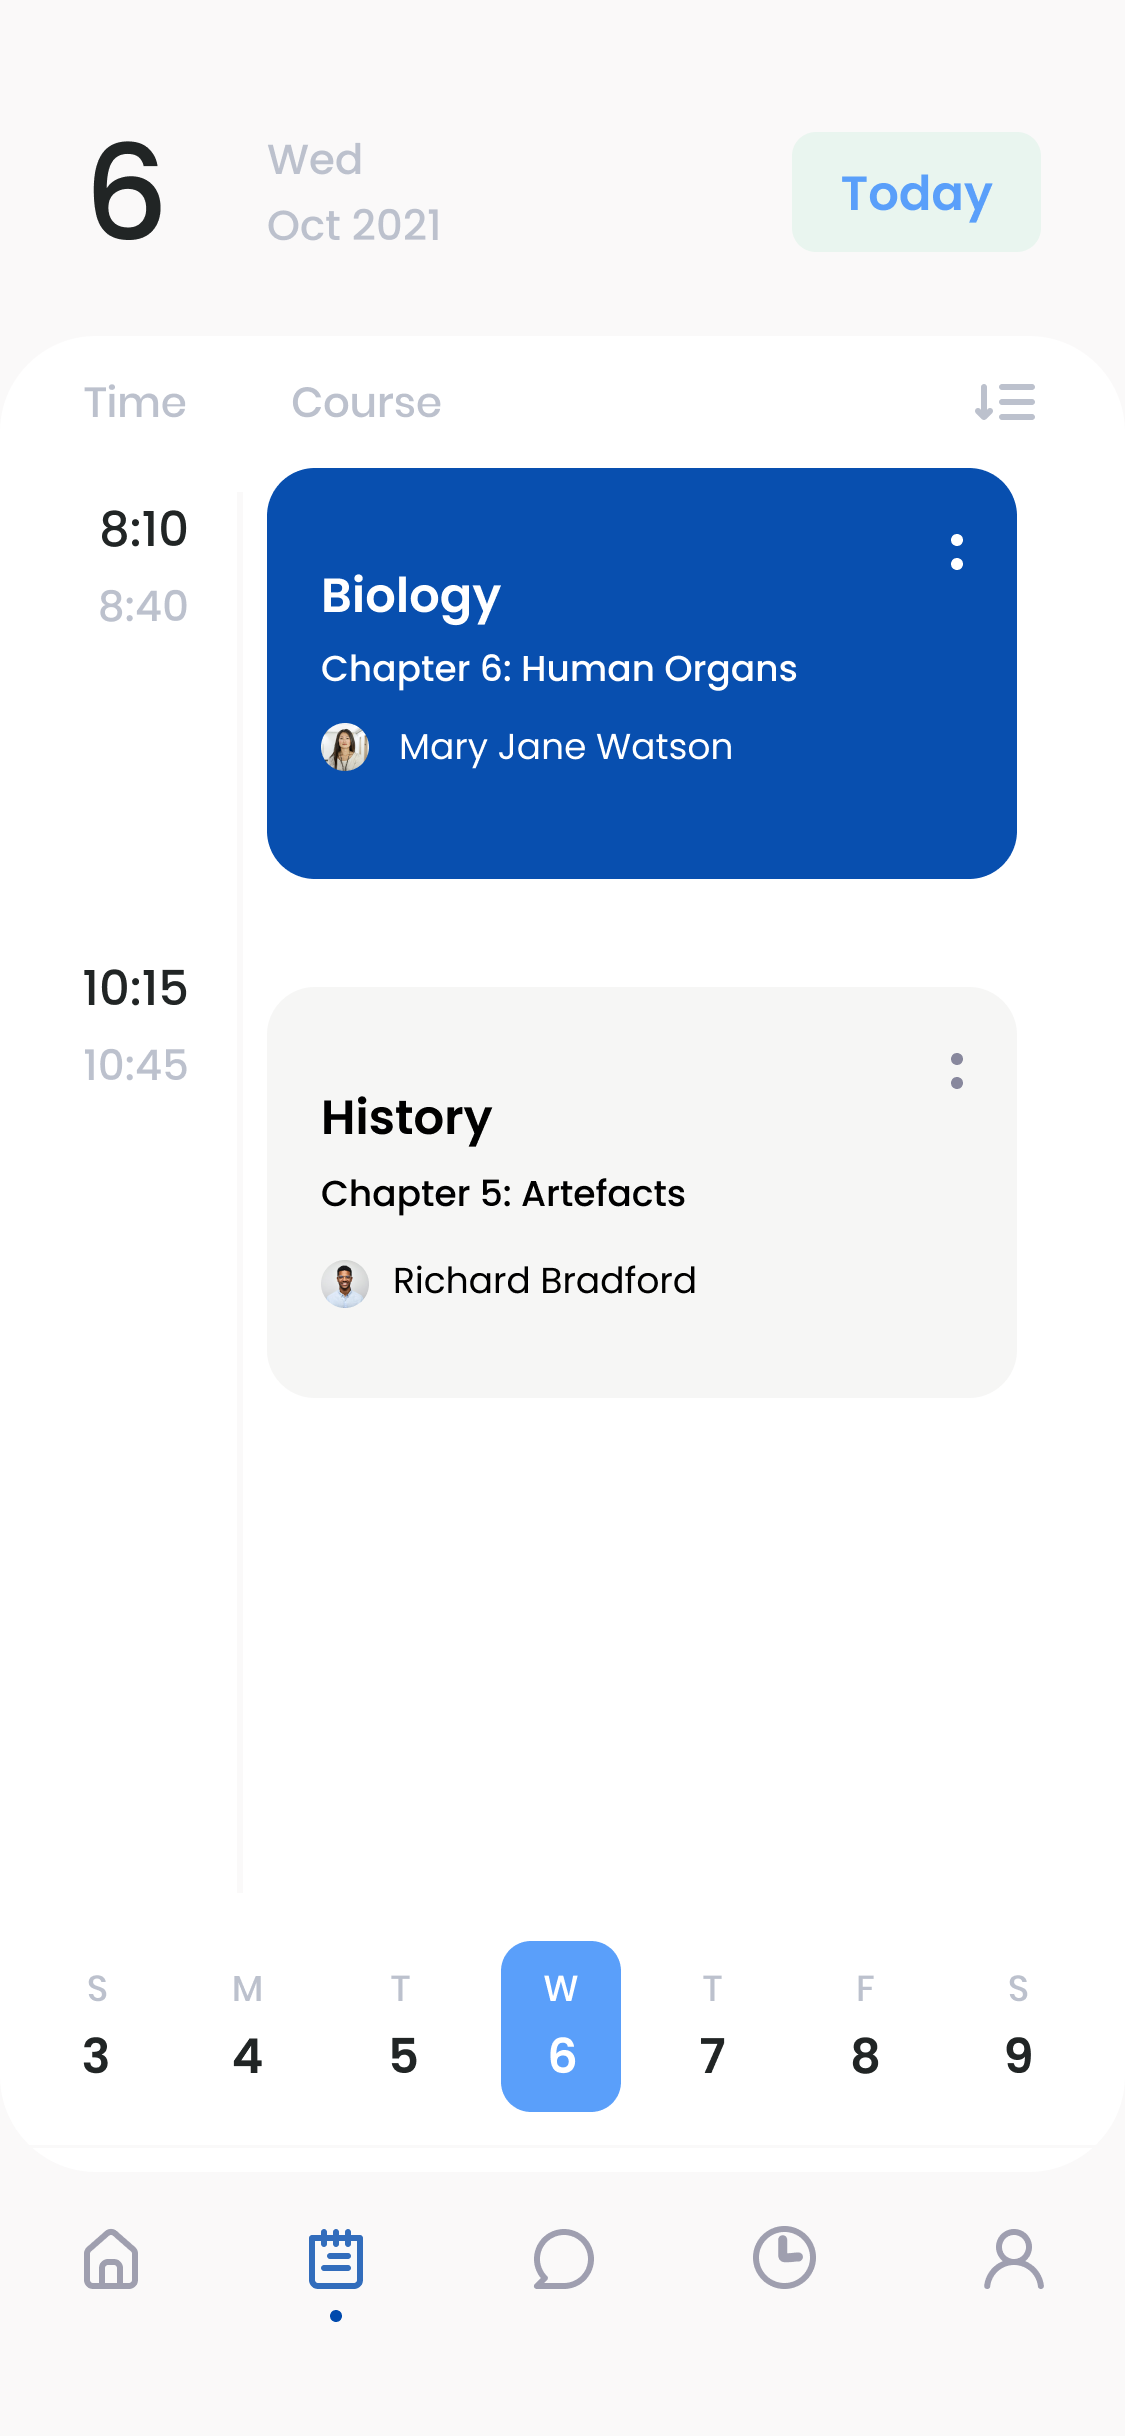 6
Wed
Oct 2021
Today
Time
Course
8:10
8:40
Biology
Chapter 6: Human Organs
Mary Jane Watson
10:15
10:45
History
Chapter 5: Artefacts
Richard Bradford
S M T W T F S
3 4 5 6 7 8 9